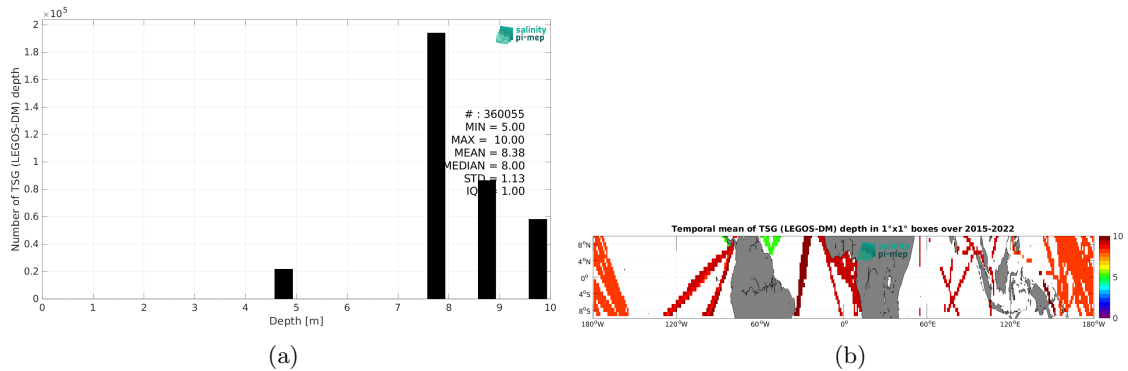 ×10⁵
2
1.8
1.6
1.4
1.2
1
0.8
0.6
0.4
0.2
0
Number of TSG (LEGOS-DM) depth
salinity
pi-mep
# : 360055
MIN = 5.00
MAX = 10.00
MEAN = 8.38
MEDIAN = 8.00
STD = 1.13
= 1.00
0 1 2 3 4 5 6 7 8 9 10
Depth [m]
(a)
Temporal mean of TSG (LEGOS-DM) depth in 1°x1° boxes over 2015-2022
salinity
pi-mep
8°N
4°N
0°
4°S
8°S
180°W 120°W 60°W 0° 60°E 120°E 180°W
10
5
0
(b)